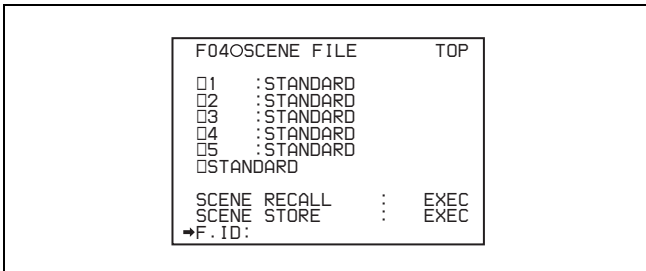 F04○SCENE FILE TOP
□1 :STANDARD
□2 :STANDARD
□3 :STANDARD
□4 :STANDARD
□5 :STANDARD
□STANDARD
SCENE RECALL : EXEC
SCENE STORE : EXEC
➡F.ID: